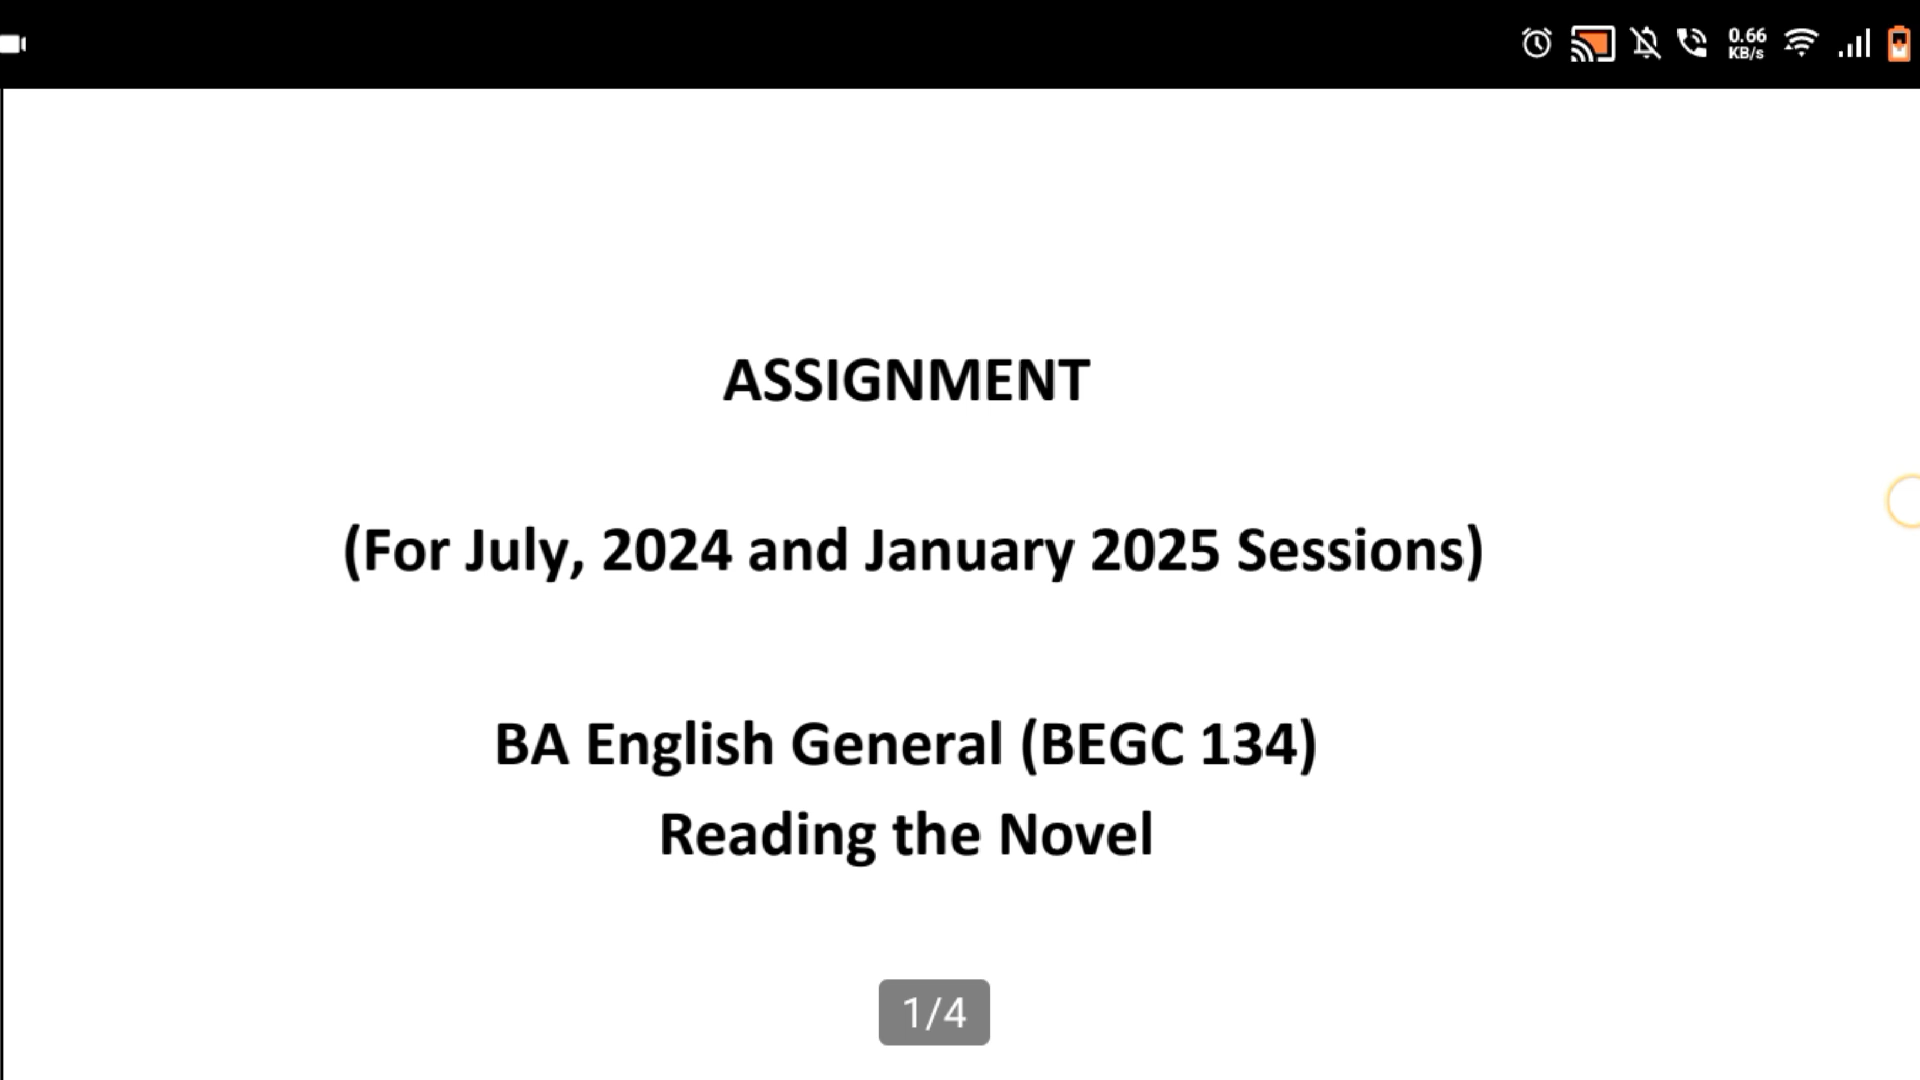 0.66
KB/s
ASSIGNMENT
(For July, 2024 and January 2025 Sessions)
BA English General (BEGC 134)
Reading the Novel
1/4